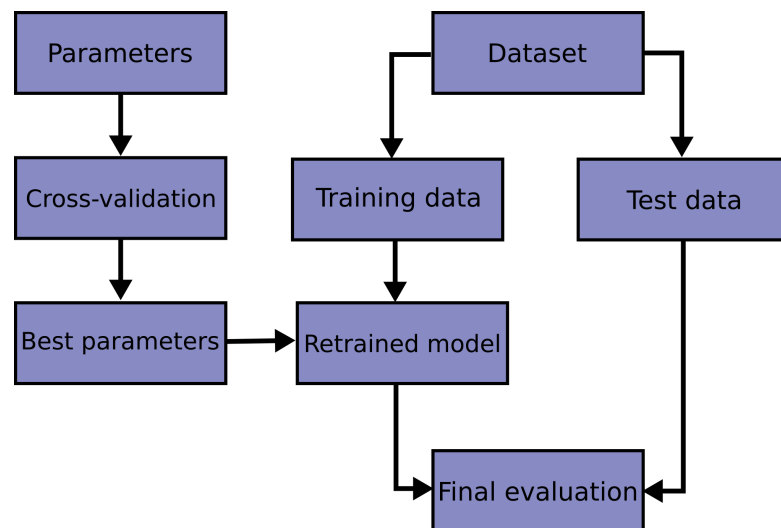 Parameters
Dataset
Cross-validation
Training data
Test data
Best parameters
Retrained model
Final evaluation